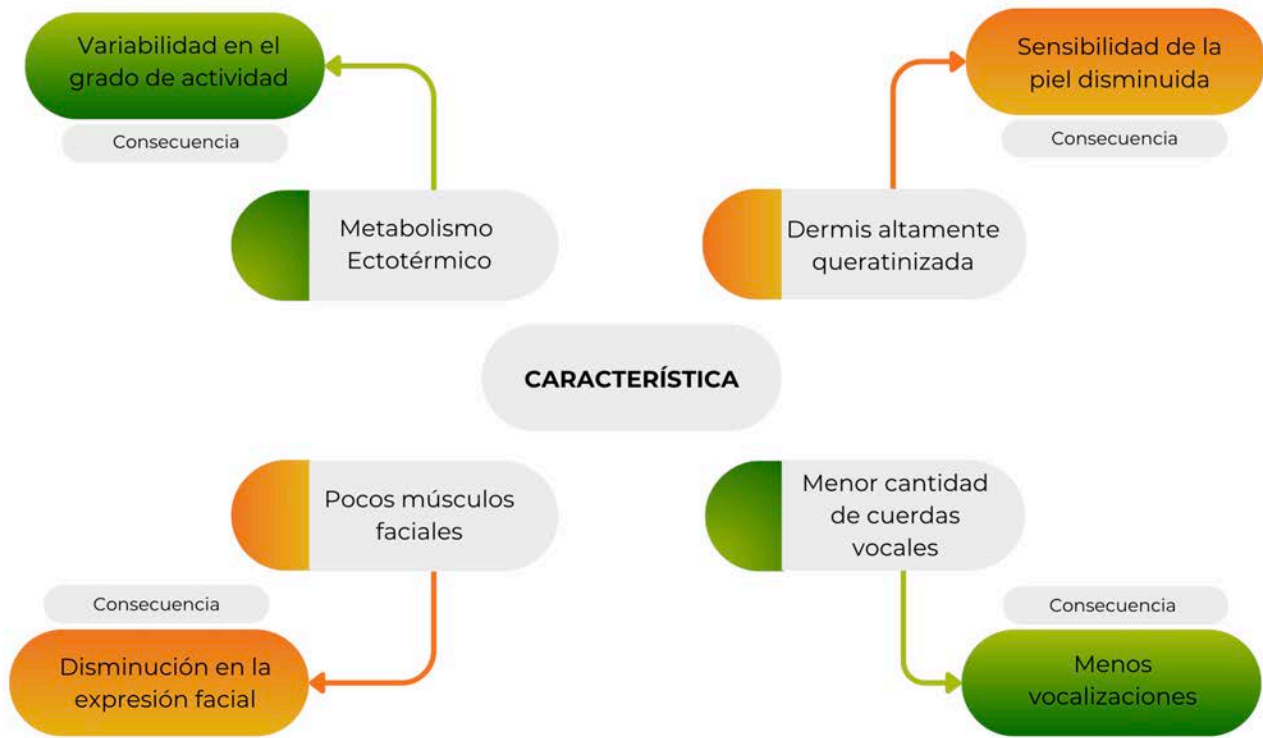 Variabilidad en el
grado de actividad
Consecuencia
Metabolismo
Ectotérmico
Sensibilidad de la
piel disminuida
Consecuencia
Dermis altamente
queratinizada
CARACTERÍSTICA
Pocos músculos
faciales
Consecuencia
Disminución en la
expresión facial
Menor cantidad
de cuerdas
vocales
Consecuencia
Menos
vocalizaciones